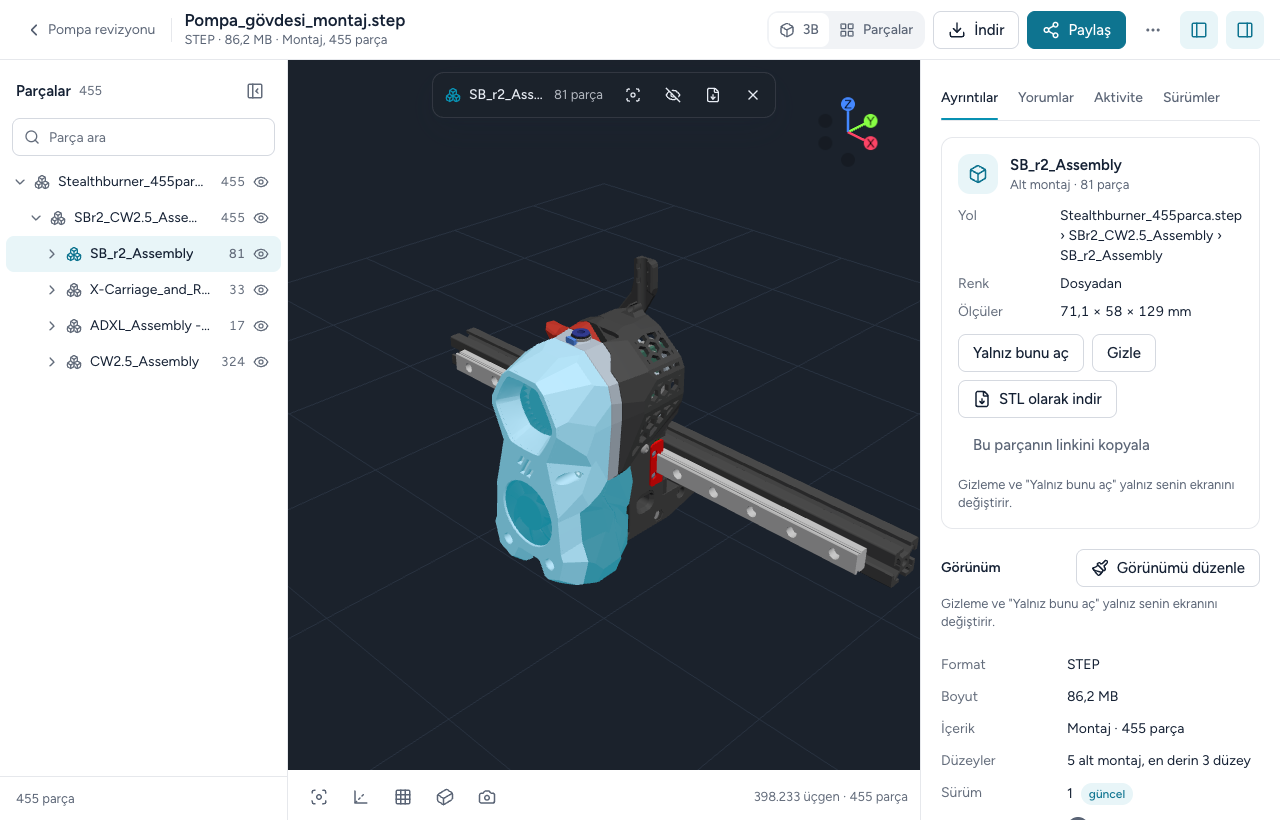 Pompa revizyonu
Pompa_gövdesi_montaj.step
STEP · 86,2 MB · Montaj, 455 parça
3B
Parçalar
İndir
Paylaş
Parçalar 455
Parça ara
Stealthburner_455par... 455
SBr2_CW2.5_Asse... 455
SB_r2_Assembly 81
X-Carriage_and_R... 33
ADXL_Assembly -... 17
CW2.5_Assembly 324
455 parça
SB_r2_Ass... 81 parça
Z
Y
X
398.233 üçgen · 455 parça
Ayrıntılar Yorumlar Aktivite Sürümler
SB_r2_Assembly
Alt montaj · 81 parça
Yol Stealthburner_455parca.step
› SBr2_CW2.5_Assembly ›
SB_r2_Assembly
Renk Dosyadan
Ölçüler 71,1 × 58 × 129 mm
Yalnız bunu aç Gizle
STL olarak indir
Bu parçanın linkini kopyala
Gizleme ve "Yalnız bunu aç" yalnız senin ekranını
değiştirir.
Görünüm Görünümü düzenle
Gizleme ve "Yalnız bunu aç" yalnız senin ekranını
değiştirir.
Format STEP
Boyut 86,2 MB
İçerik Montaj · 455 parça
Düzeyler 5 alt montaj, en derin 3 düzey
Sürüm 1 güncel